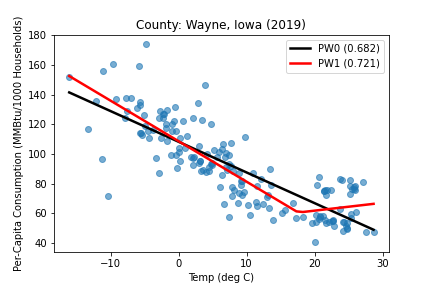 County: Wayne, Iowa (2019)
Per-Capita Consumption (MMBtu/1000 Households)
180
160
140
120
100
80
60
40
PW0 (0.682)
PW1 (0.721)
−10
0
10
20
30
Temp (deg C)